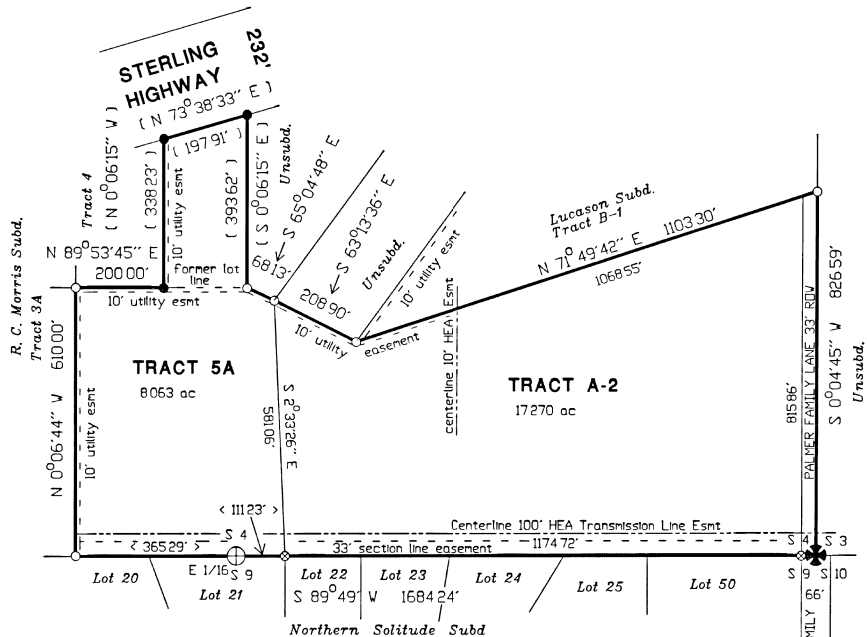 STERLING
HIGHWAY
232'
( N 73°38'33" E )
( 197.91' )
Tract 4
( N 0°06'15" W )
( 338.23' )
10' utility esmt
( 393.62' )
( S 0°06'15" E )
Unsubd.
S 65°04'48" E
68.13'
S 63°13'36" E
208.90'
Unsubd.
10' utility esmt
Lucason Subd.
Tract B-1
N 71° 49'42" E 1103.30'
1068.55'
R. C. Morris Subd.
Tract 3A
N 89°53'45" E
200.00'
former lot
line
10' utility esmt
10' utility easement
centerline 10' HEA Esmt
N 0°06'44" W 610.00'
10' utility esmt
TRACT 5A
8.063 ac
TRACT A-2
17.270 ac
S 2°33'26" E
581.06'
815.86'
PALMER FAMILY LANE 33' ROW
S 0°04'45" W 826.59'
Unsubd.
< 111.23' >
S 4
Centerline 100' HEA Transmission Line Esmt
S 4 S 3
< 365.29' >
33' section line easement
1174.72'
E 1/16 S 9
S 9 S 10
Lot 20
Lot 21
Lot 22
Lot 23
Lot 24
Lot 25
Lot 50
S 89°49' W 1684.24'
66'
Northern Solitude Subd